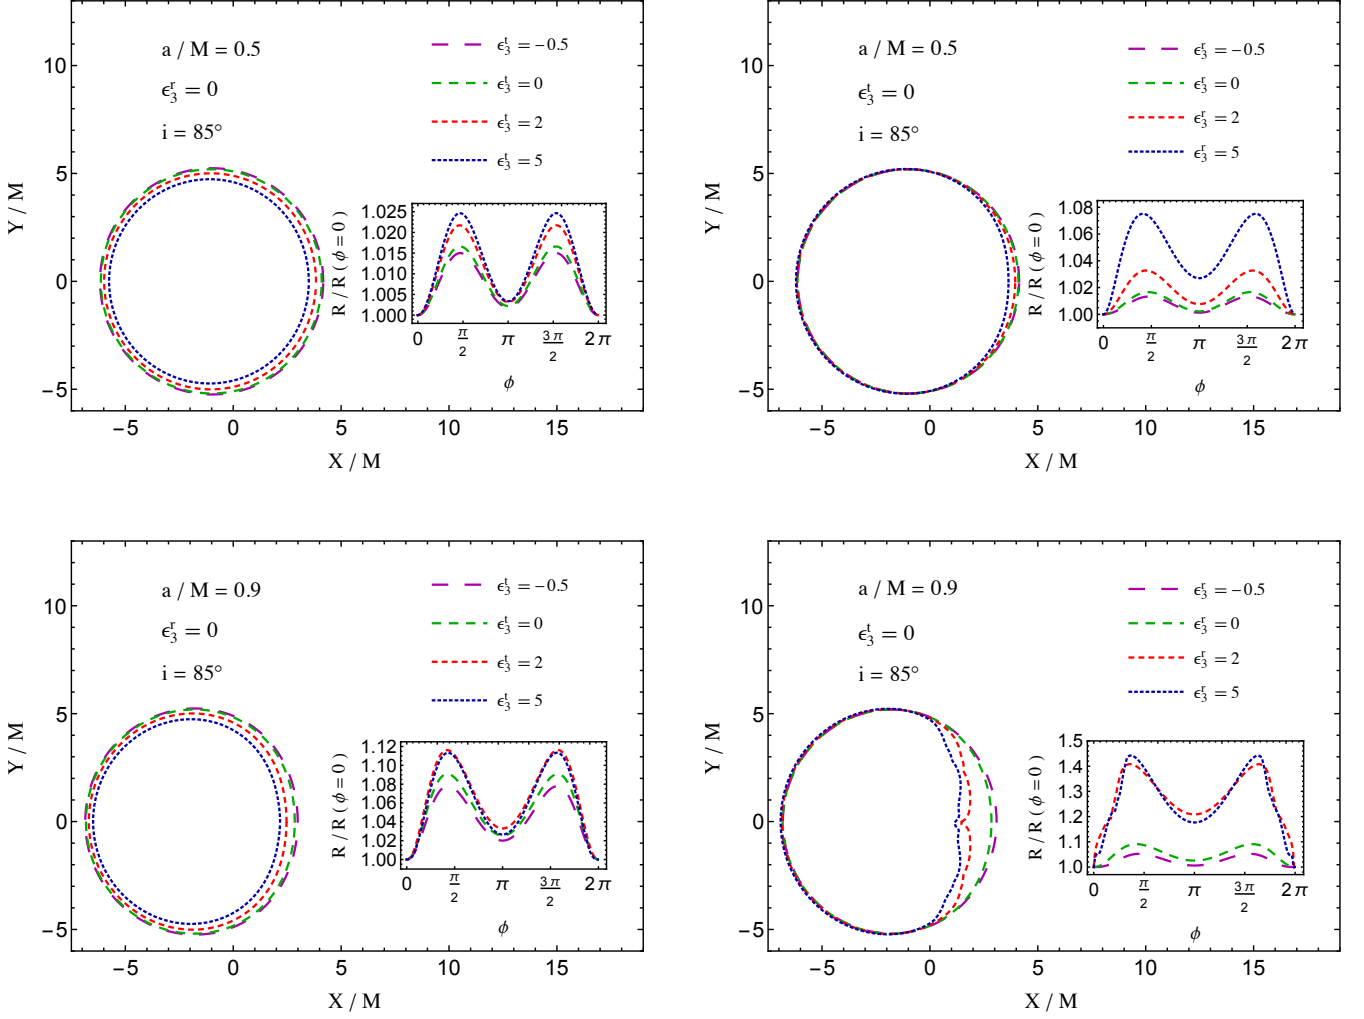 a / M = 0.5
ϵ₃ᵗ = −0.5
ϵ₃ʳ = 0
ϵ₃ᵗ = 0
i = 85°
ϵ₃ᵗ = 2
ϵ₃ᵗ = 5
10
5
0
−5
Y / M
−5 0 5 10 15
X / M
R / R ( ϕ = 0 )
1.025
1.020
1.015
1.010
1.005
1.000
0 π/2 π 3π/2 2π
ϕ
a / M = 0.5
ϵ₃ʳ = −0.5
ϵ₃ᵗ = 0
ϵ₃ʳ = 0
i = 85°
ϵ₃ʳ = 2
ϵ₃ʳ = 5
10
5
0
−5
Y / M
−5 0 5 10 15
X / M
R / R ( ϕ = 0 )
1.08
1.06
1.04
1.02
1.00
0 π/2 π 3π/2 2π
ϕ
a / M = 0.9
ϵ₃ᵗ = −0.5
ϵ₃ʳ = 0
ϵ₃ᵗ = 0
i = 85°
ϵ₃ᵗ = 2
ϵ₃ᵗ = 5
10
5
0
−5
Y / M
−5 0 5 10 15
X / M
R / R ( ϕ = 0 )
1.12
1.10
1.08
1.06
1.04
1.02
1.00
0 π/2 π 3π/2 2π
ϕ
a / M = 0.9
ϵ₃ʳ = −0.5
ϵ₃ᵗ = 0
ϵ₃ʳ = 0
i = 85°
ϵ₃ʳ = 2
ϵ₃ʳ = 5
10
5
0
−5
Y / M
−5 0 5 10 15
X / M
R / R ( ϕ = 0 )
1.5
1.4
1.3
1.2
1.1
1.0
0 π/2 π 3π/2 2π
ϕ